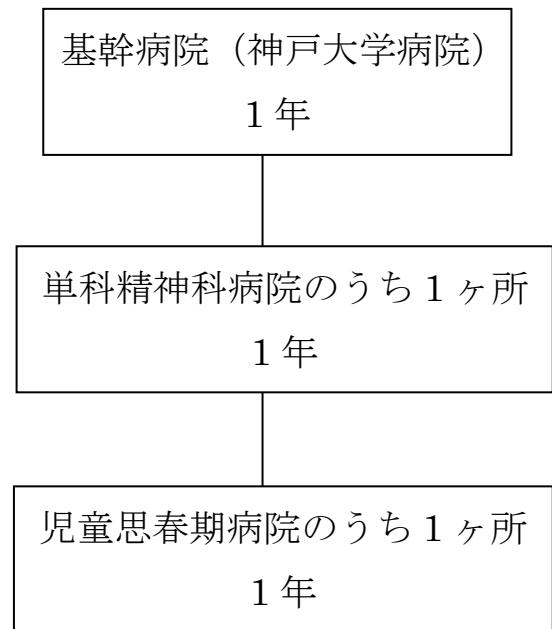 基幹病院（神戸大学病院）
１年
単科精神科病院のうち１ヶ所
１年
児童思春期病院のうち１ヶ所
１年